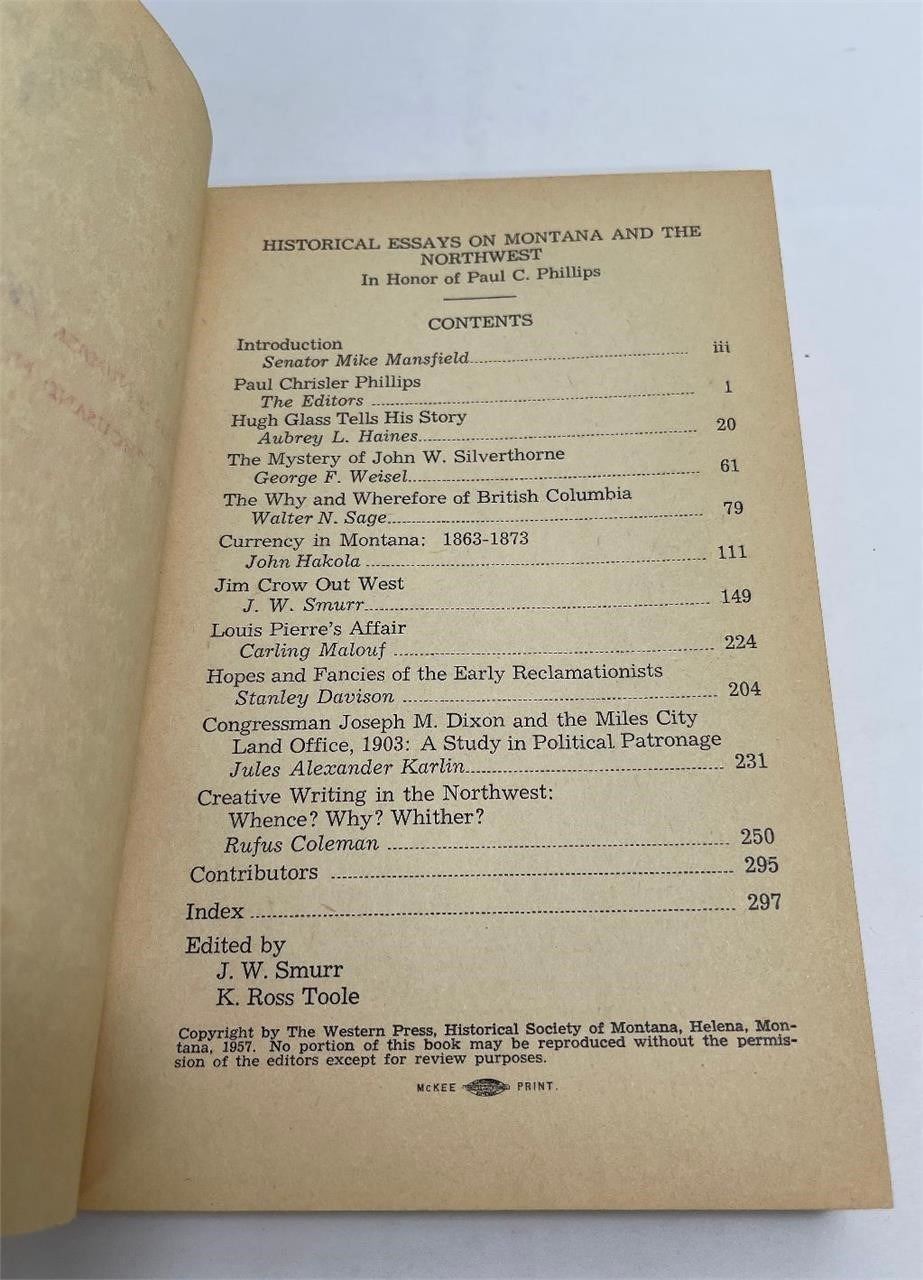 HISTORICAL ESSAYS ON MONTANA AND THE
NORTHWEST
In Honor of Paul C. Phillips
CONTENTS
Introduction
Senator Mike Mansfield iii
Paul Chrisler Phillips
The Editors 1
Hugh Glass Tells His Story
Aubrey L. Haines 20
The Mystery of John W. Silverthorne
George F. Weisel 61
The Why and Wherefore of British Columbia
Walter N. Sage 79
Currency in Montana: 1863-1873
John Hakola 111
Jim Crow Out West
J. W. Smurr 149
Louis Pierre's Affair
Carling Malouf 224
Hopes and Fancies of the Early Reclamationists
Stanley Davison 204
Congressman Joseph M. Dixon and the Miles City
Land Office, 1903: A Study in Political Patronage
Jules Alexander Karlin 231
Creative Writing in the Northwest:
Whence? Why? Whither?
Rufus Coleman 250
Contributors 295
Index 297
Edited by
J. W. Smurr
K. Ross Toole
Copyright by The Western Press, Historical Society of Montana, Helena, Mon-
tana, 1957. No portion of this book may be reproduced without the permis-
sion of the editors except for review purposes.
McKEE PRINT.